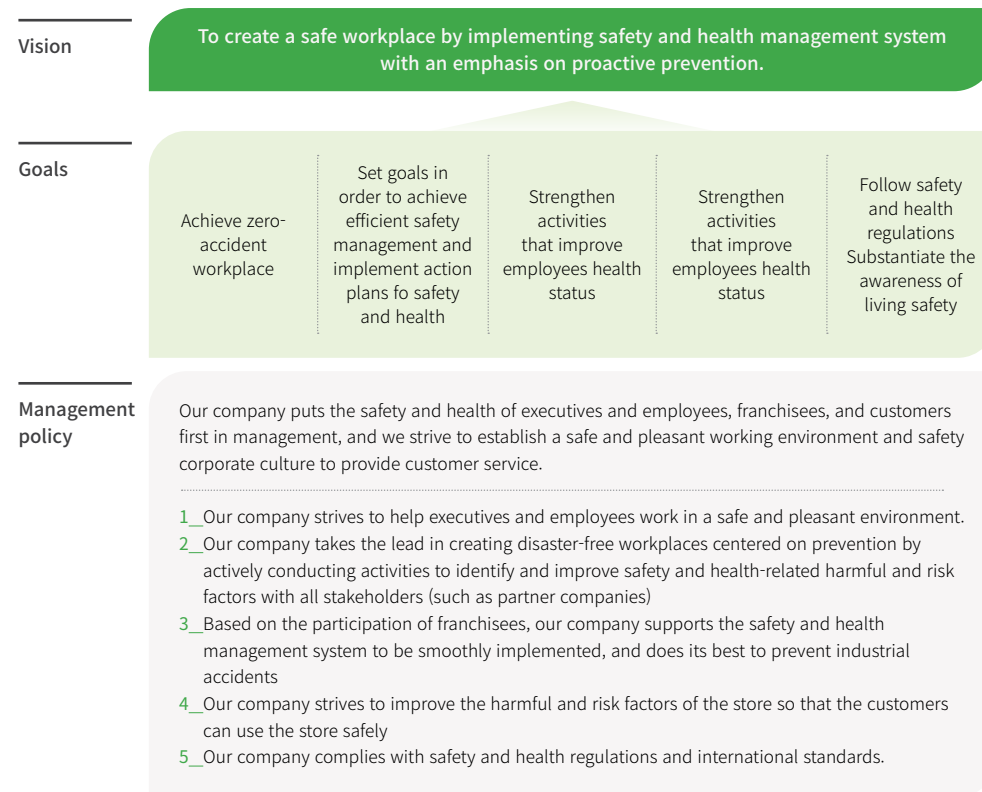 Vision
To create a safe workplace by implementing safety and health management system
with an emphasis on proactive prevention.
Goals
Achieve zero-
accident
workplace
Set goals in
order to achieve
efficient safety
management and
implement action
plans fo safety
and health
Strengthen
activities
that improve
employees health
status
Strengthen
activities
that improve
employees health
status
Follow safety
and health
regulations
Substantiate the
awareness of
living safety
Management
policy
Our company puts the safety and health of executives and employees, franchisees, and customers
first in management, and we strive to establish a safe and pleasant working environment and safety
corporate culture to provide customer service.
1_Our company strives to help executives and employees work in a safe and pleasant environment.
2_Our company takes the lead in creating disaster-free workplaces centered on prevention by
actively conducting activities to identify and improve safety and health-related harmful and risk
factors with all stakeholders (such as partner companies)
3_Based on the participation of franchisees, our company supports the safety and health
management system to be smoothly implemented, and does its best to prevent industrial
accidents
4_Our company strives to improve the harmful and risk factors of the store so that the customers
can use the store safely
5_Our company complies with safety and health regulations and international standards.